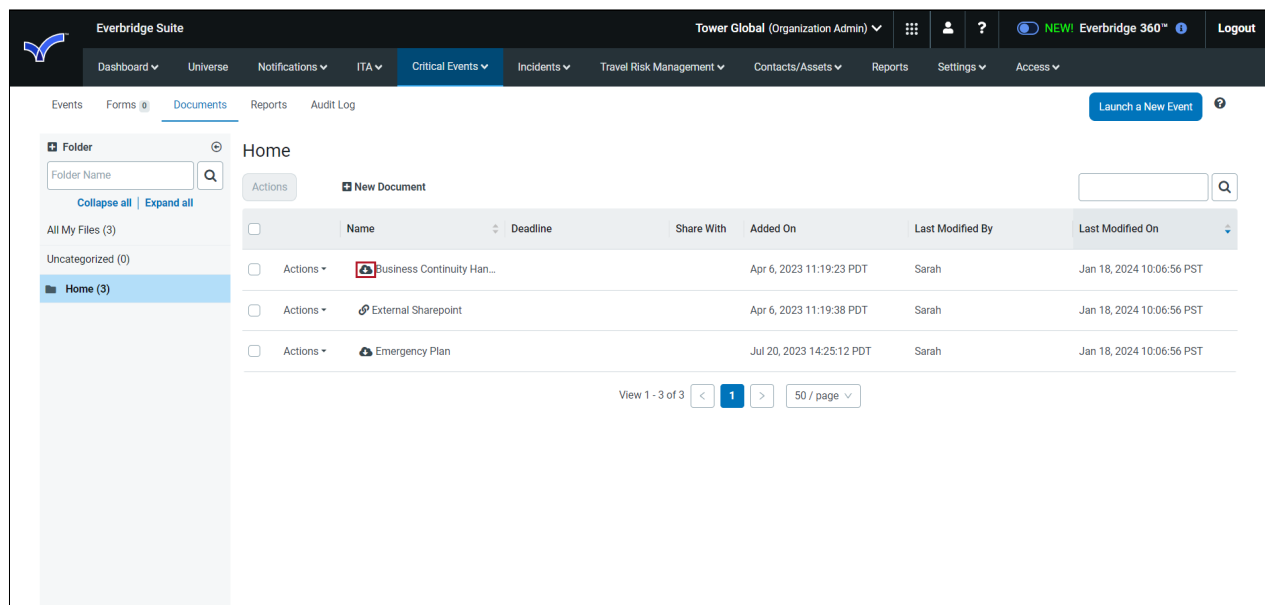 Everbridge Suite
Tower Global (Organization Admin)
?
NEW! Everbridge 360™
Logout
Dashboard
Universe
Notifications
ITA
Critical Events
Incidents
Travel Risk Management
Contacts/Assets
Reports
Settings
Access
Events
Forms 0
Documents
Reports
Audit Log
Launch a New Event
?
Folder
Folder Name
Collapse all | Expand all
All My Files (3)
Uncategorized (0)
Home (3)
Home
Actions
New Document
Name Deadline Share With Added On Last Modified By Last Modified On
Actions Business Continuity Han... Apr 6, 2023 11:19:23 PDT Sarah Jan 18, 2024 10:06:56 PST
Actions External Sharepoint Apr 6, 2023 11:19:38 PDT Sarah Jan 18, 2024 10:06:56 PST
Actions Emergency Plan Jul 20, 2023 14:25:12 PDT Sarah Jan 18, 2024 10:06:56 PST
View 1 - 3 of 3 < 1 > 50 / page